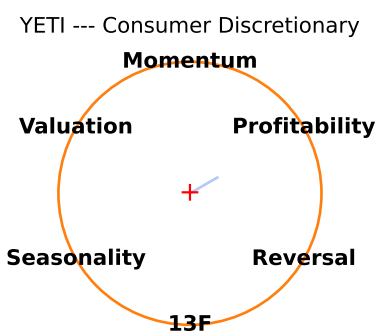 YETI --- Consumer Discretionary
Momentum
Valuation
Profitability
Seasonality
Reversal
13F